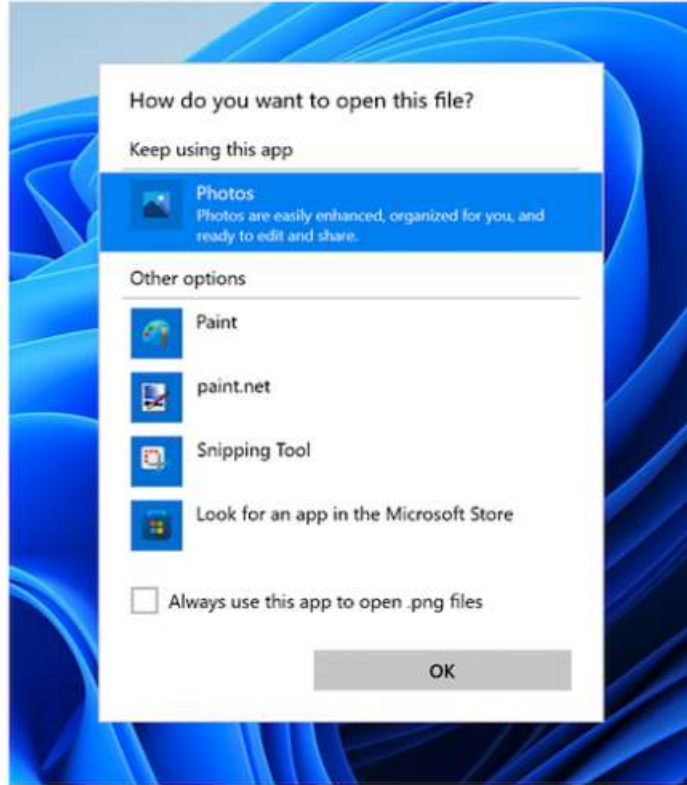 How do you want to open this file?
Keep using this app
Photos
Photos are easily enhanced, organized for you, and
ready to edit and share.
Other options
Paint
paint.net
Snipping Tool
Look for an app in the Microsoft Store
Always use this app to open .png files
OK